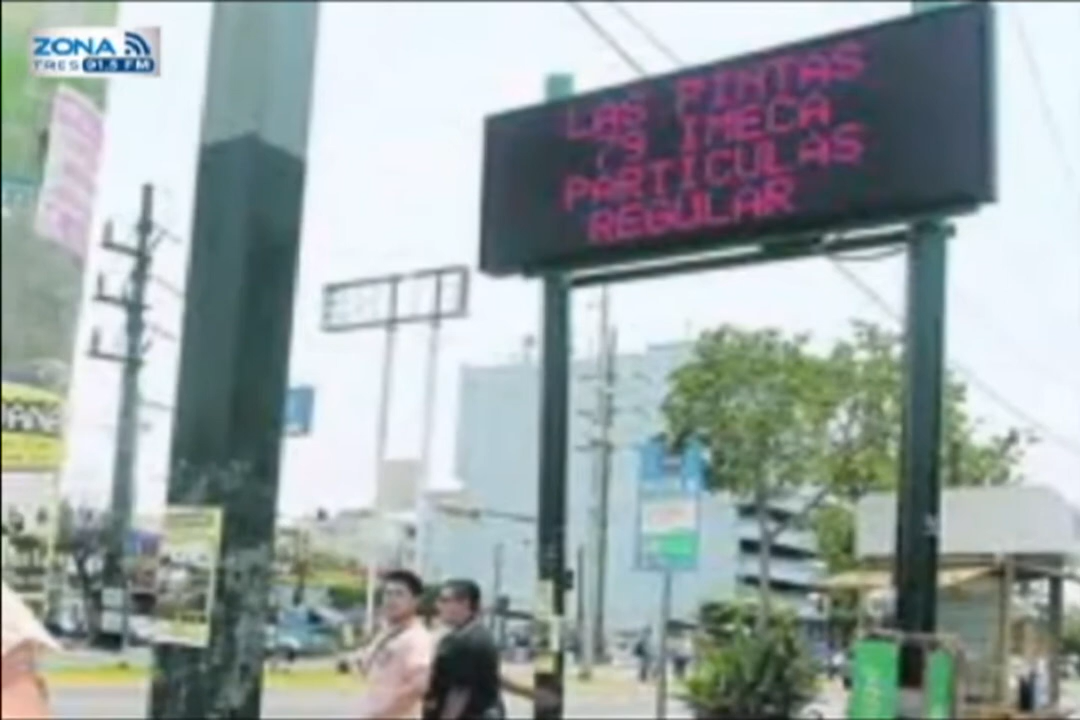 ZONA
TRES 91.5 FM
LAS PINTAS
79 IMECA
PARTICULAS
REGULAR